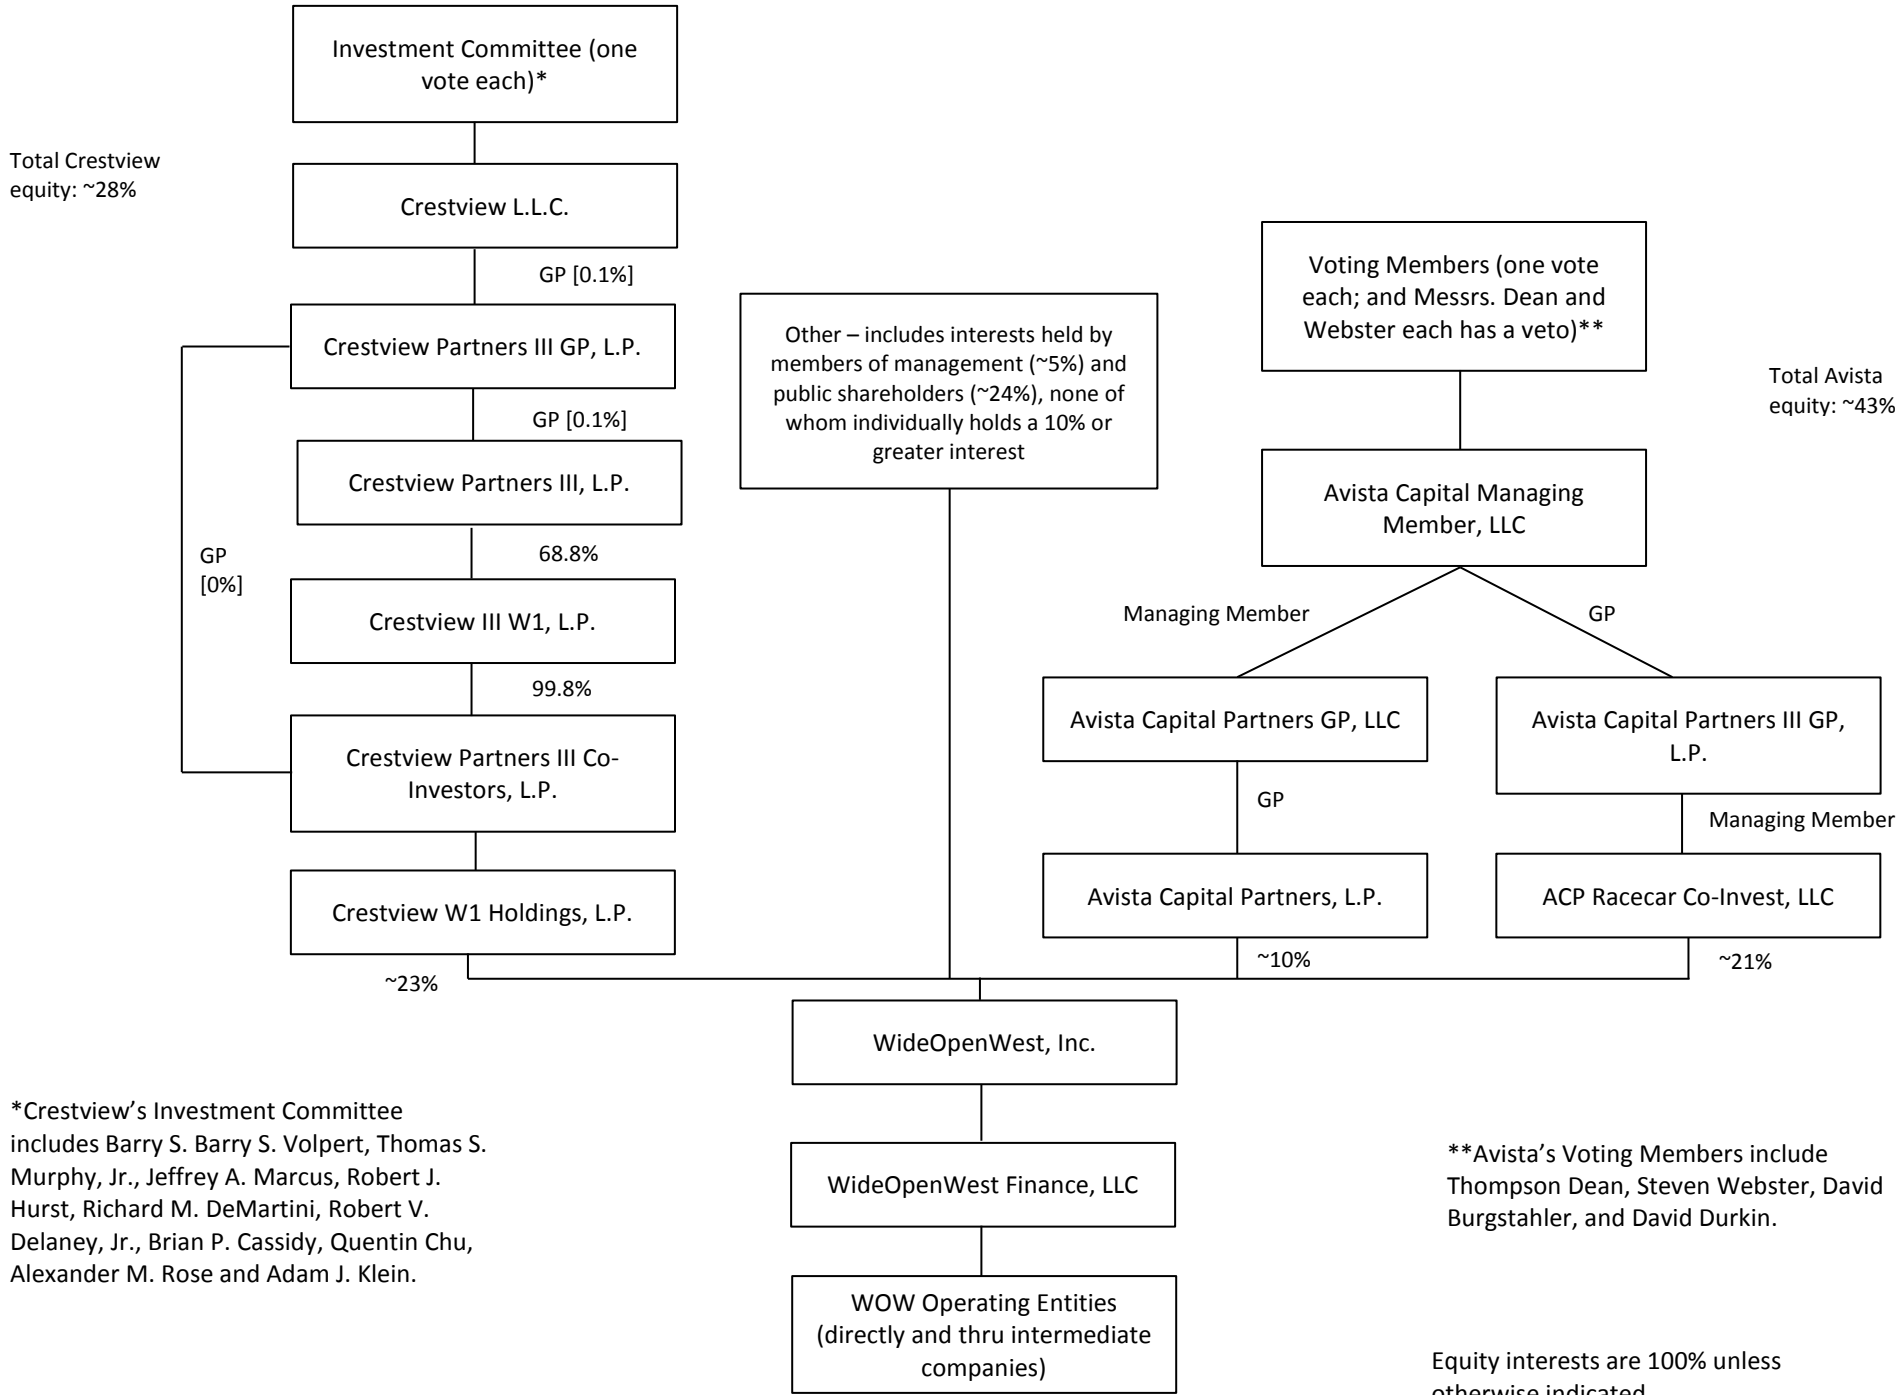 Investment Committee (one
vote each)*
Total Crestview
equity: ~28%
Crestview L.L.C.
GP [0.1%]
Crestview Partners III GP, L.P.
GP [0.1%]
Crestview Partners III, L.P.
GP
[0%]
68.8%
Crestview III W1, L.P.
99.8%
Crestview Partners III Co-
Investors, L.P.
Crestview W1 Holdings, L.P.
~23%
Other – includes interests held by
members of management (~5%) and
public shareholders (~24%), none of
whom individually holds a 10% or
greater interest
Voting Members (one vote
each; and Messrs. Dean and
Webster each has a veto)**
Total Avista
equity: ~43%
Avista Capital Managing
Member, LLC
Managing Member
GP
Avista Capital Partners GP, LLC
Avista Capital Partners III GP,
L.P.
GP
Managing Member
Avista Capital Partners, L.P.
ACP Racecar Co-Invest, LLC
~10%
~21%
WideOpenWest, Inc.
WideOpenWest Finance, LLC
WOW Operating Entities
(directly and thru intermediate
companies)
*Crestview’s Investment Committee
includes Barry S. Barry S. Volpert, Thomas S.
Murphy, Jr., Jeffrey A. Marcus, Robert J.
Hurst, Richard M. DeMartini, Robert V.
Delaney, Jr., Brian P. Cassidy, Quentin Chu,
Alexander M. Rose and Adam J. Klein.
**Avista’s Voting Members include
Thompson Dean, Steven Webster, David
Burgstahler, and David Durkin.
Equity interests are 100% unless
otherwise indicated